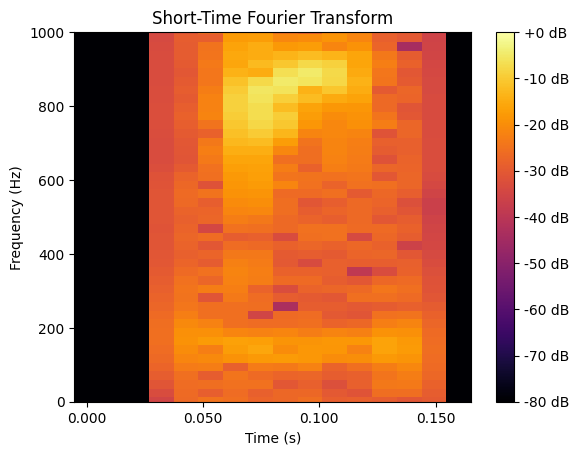 Short-Time Fourier Transform
1000
800
600
400
200
0
Frequency (Hz)
0.000
0.050
0.100
0.150
Time (s)
+0 dB
-10 dB
-20 dB
-30 dB
-40 dB
-50 dB
-60 dB
-70 dB
-80 dB